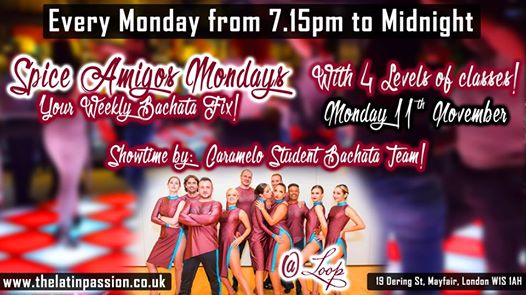 Every Monday from 7.15pm to Midnight
Spice Amigos Mondays
Your Weekly Bachata Fix!
With 4 Levels of classes!
Monday 11th November
Showtime by: Caramelo Student Bachata Team!
@ Loop
www.thelatinpassion.co.uk
19 Dering St, Mayfair, London W1S 1AH